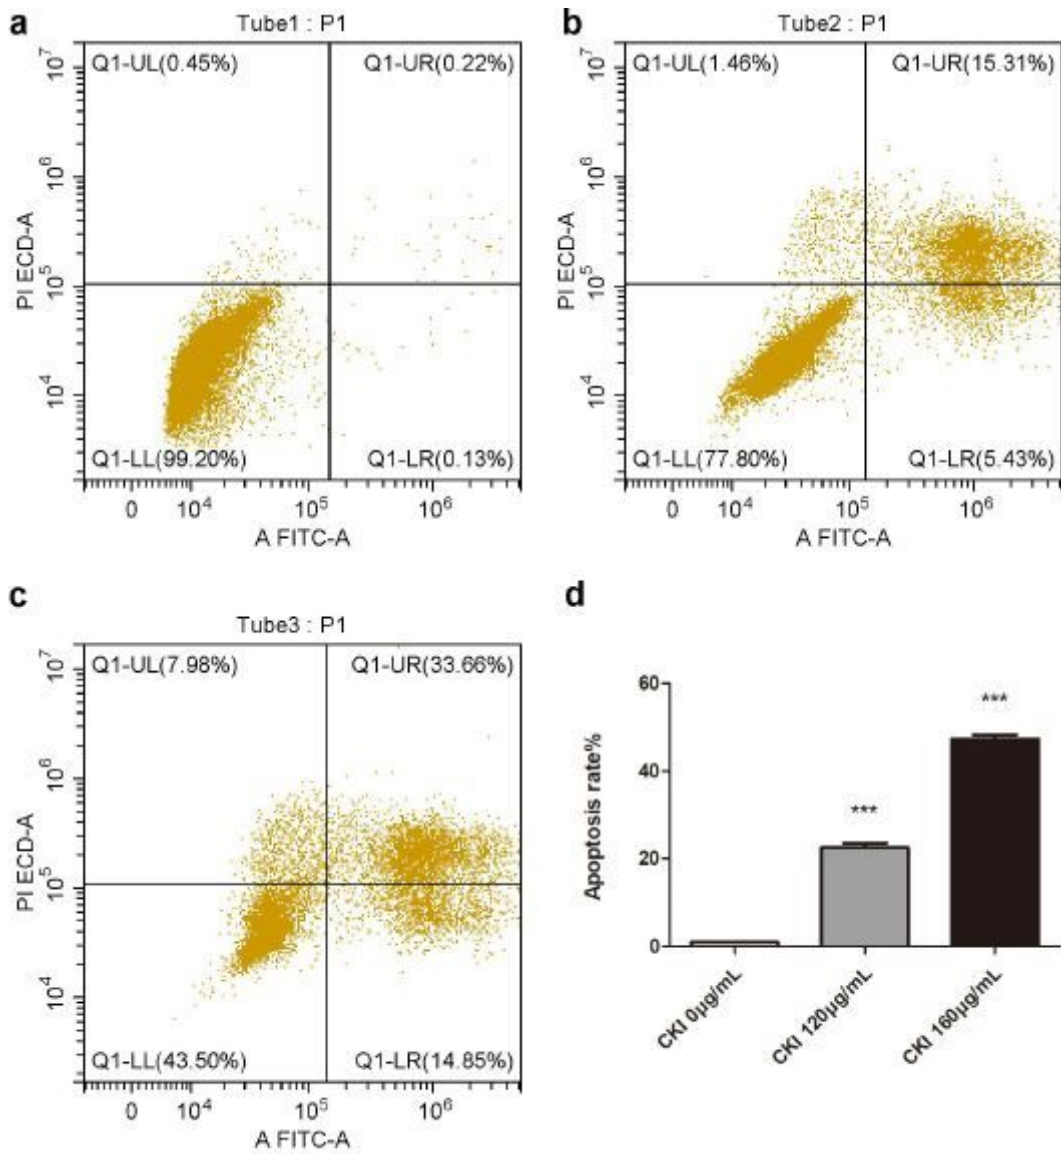 a
Tube1 : P1
Q1-UL(0.45%) Q1-UR(0.22%)
10^7
10^6
10^5
10^4
PI ECD-A
Q1-LL(99.20%) Q1-LR(0.13%)
0 10^4 10^5 10^6
A FITC-A
b
Tube2 : P1
Q1-UL(1.46%) Q1-UR(15.31%)
10^7
10^6
10^5
10^4
PI ECD-A
Q1-LL(77.80%) Q1-LR(5.43%)
0 10^4 10^5 10^6
A FITC-A
c
Tube3 : P1
Q1-UL(7.98%) Q1-UR(33.66%)
10^7
10^6
10^5
10^4
PI ECD-A
Q1-LL(43.50%) Q1-LR(14.85%)
0 10^4 10^5 10^6
A FITC-A
d
60
40
20
0
Apoptosis rate%
***
***
CKI 0μg/mL
CKI 120μg/mL
CKI 160μg/mL